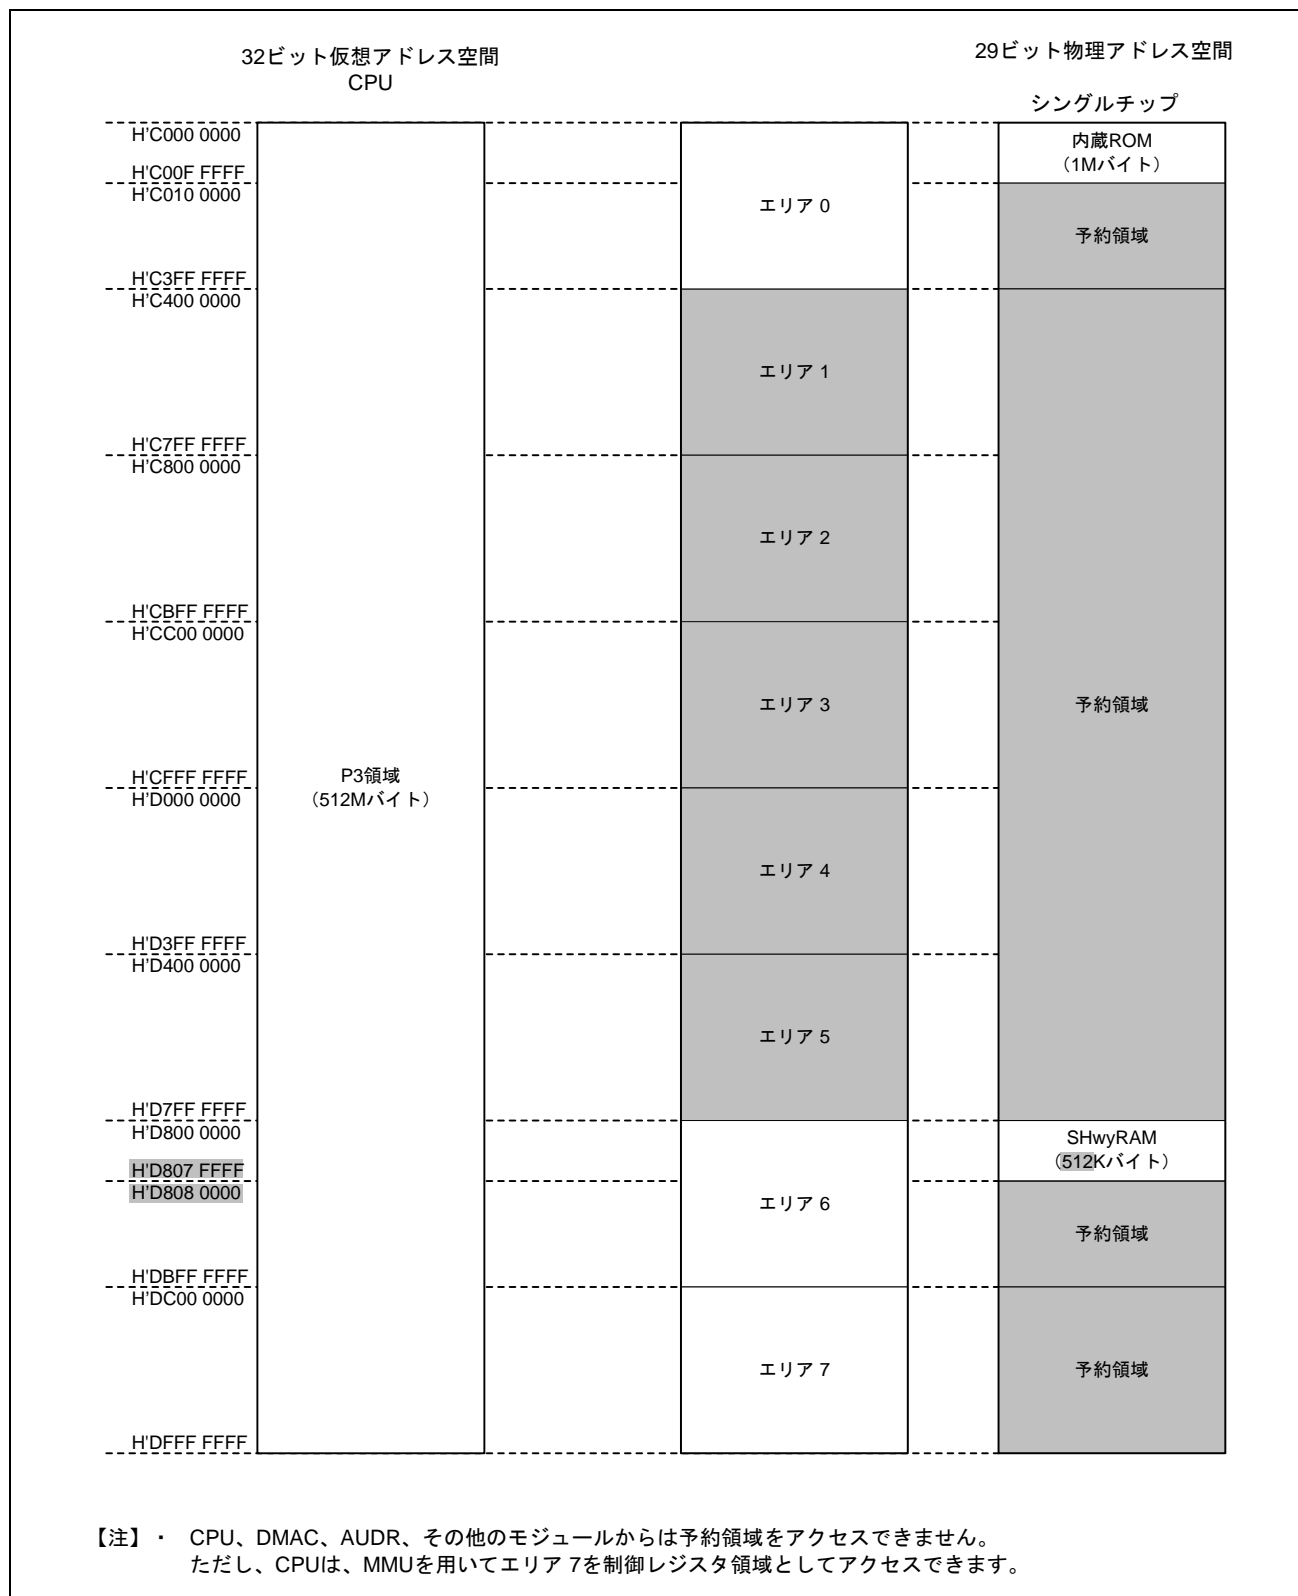 32ビット仮想アドレス空間
CPU
29ビット物理アドレス空間
シングルチップ
H'C000 0000
内蔵ROM
（1Mバイト）
H'C00F FFFF
H'C010 0000
エリア 0
予約領域
H'C3FF FFFF
H'C400 0000
エリア 1
H'C7FF FFFF
H'C800 0000
エリア 2
H'CBFF FFFF
H'CC00 0000
エリア 3
予約領域
H'CFFF FFFF
H'D000 0000
P3領域
（512Mバイト）
エリア 4
H'D3FF FFFF
H'D400 0000
エリア 5
H'D7FF FFFF
H'D800 0000
SHwyRAM
（512Kバイト）
H'D807 FFFF
H'D808 0000
エリア 6
予約領域
H'DBFF FFFF
H'DC00 0000
エリア 7
予約領域
H'DFFF FFFF
【注】・ CPU、DMAC、AUDR、その他のモジュールからは予約領域をアクセスできません。
ただし、CPUは、MMUを用いてエリア 7を制御レジスタ領域としてアクセスできます。